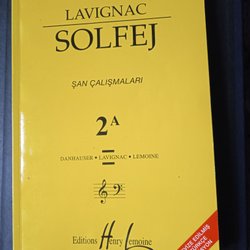 LAVIGNAC
SOLFEJ
ŞAN ÇALIŞMALARI
2A
DANHAUSER • LAVIGNAC • LEMOINE
Editions Henry Lemoine